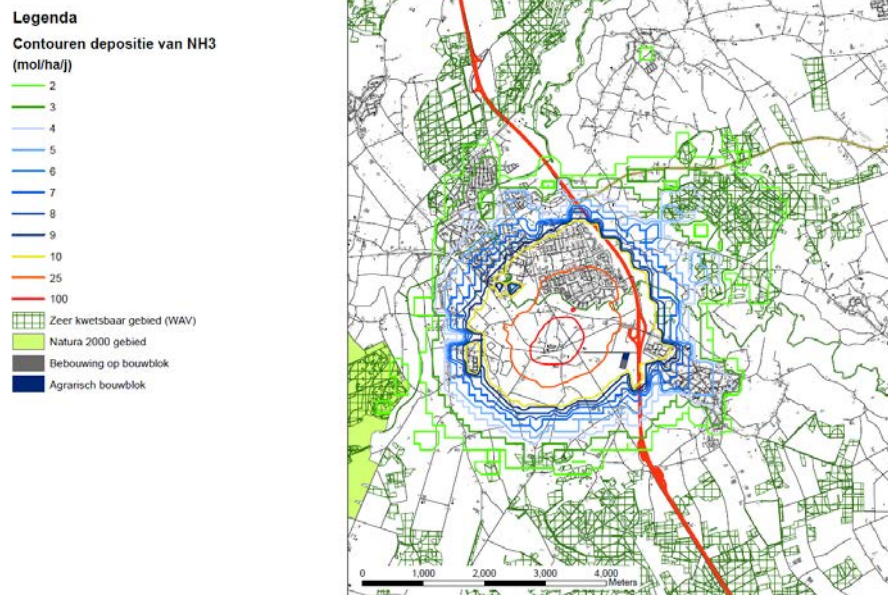 Legenda
Contouren depositie van NH3
(mol/ha/j)
2
3
4
5
6
7
8
9
10
25
100
Zeer kwetsbaar gebied (WAV)
Natura 2000 gebied
Bebouwing op bouwblok
Agrarisch bouwblok
0 1,000 2,000 3,000 4,000
Meters